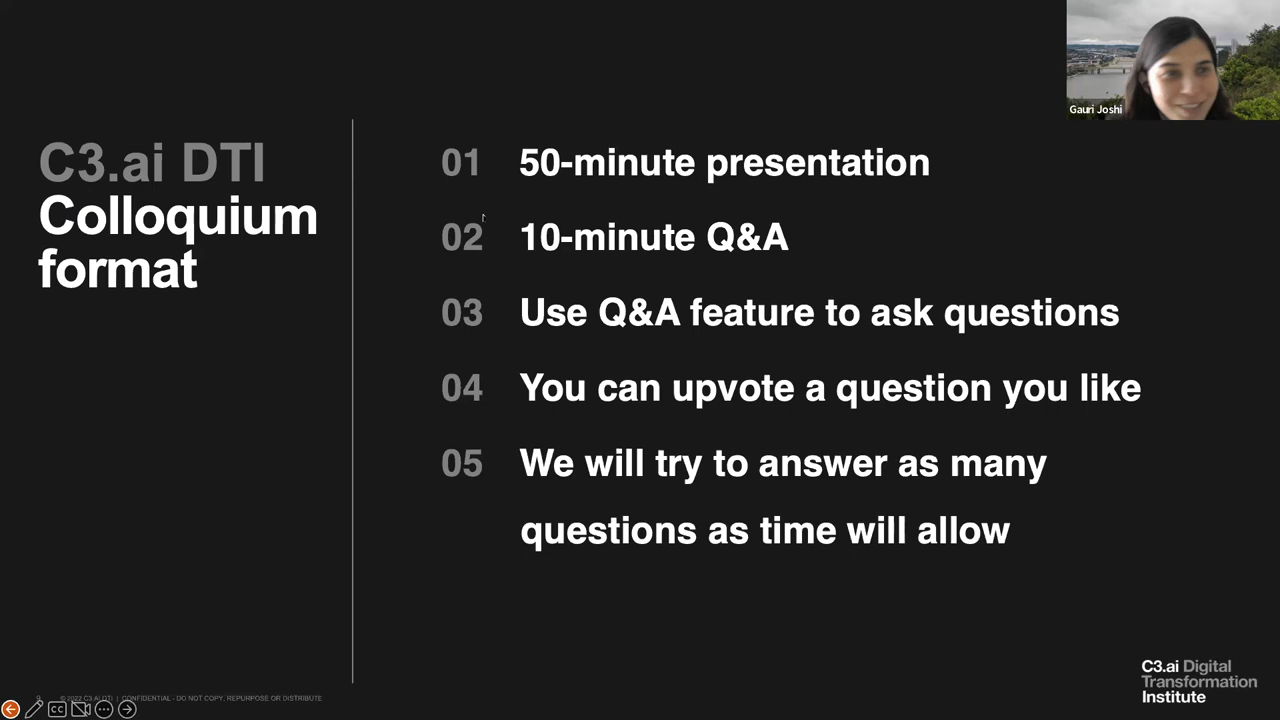 Gauri Joshi
C3.ai DTI
Colloquium
format
01 50-minute presentation
02 10-minute Q&A
03 Use Q&A feature to ask questions
04 You can upvote a question you like
05 We will try to answer as many
questions as time will allow
C3.ai Digital
Transformation
Institute
9 © 2022 C3.AI DTI | CONFIDENTIAL - DO NOT COPY, REPURPOSE OR DISTRIBUTE
CC